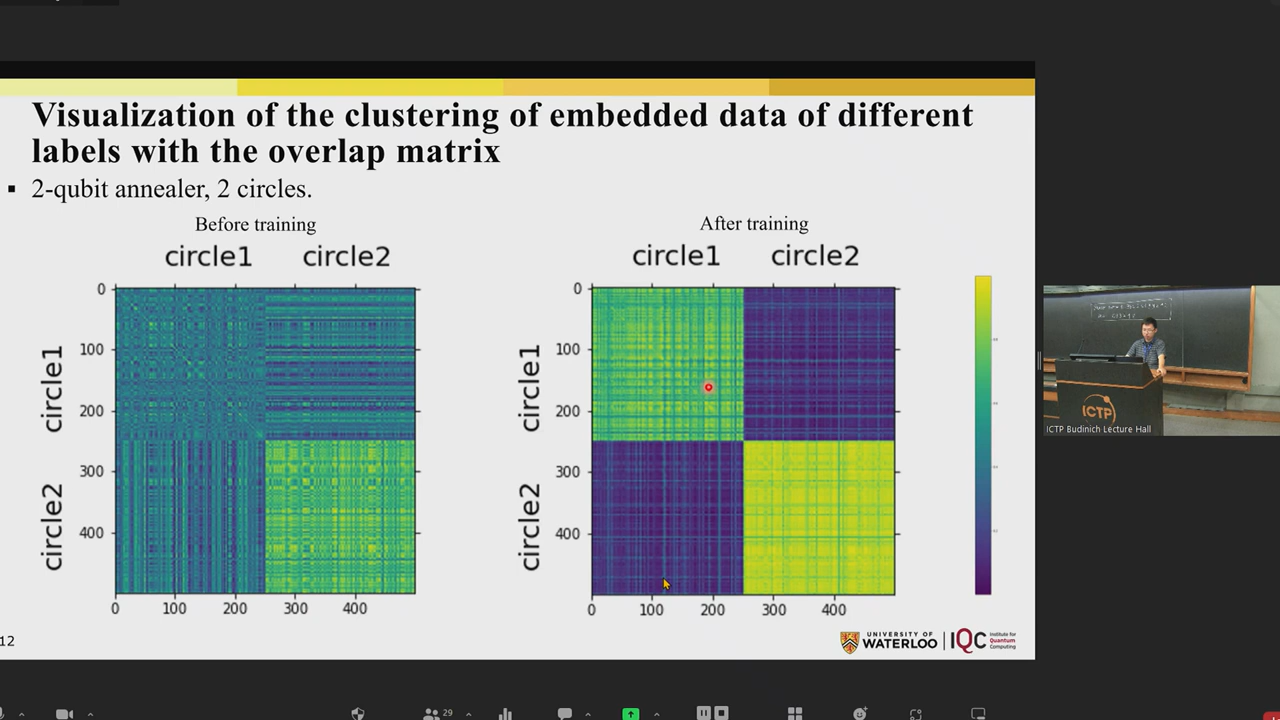 Visualization of the clustering of embedded data of different
labels with the overlap matrix
▪ 2-qubit annealer, 2 circles.
Before training
circle1 circle2
circle1
circle2
0
100
200
300
400
0 100 200 300 400
After training
circle1 circle2
circle1
circle2
0
100
200
300
400
0 100 200 300 400
12
UNIVERSITY OF
WATERLOO
IQC
Institute for
Quantum
Computing
ICTP
ICTP Budinich Lecture Hall
29